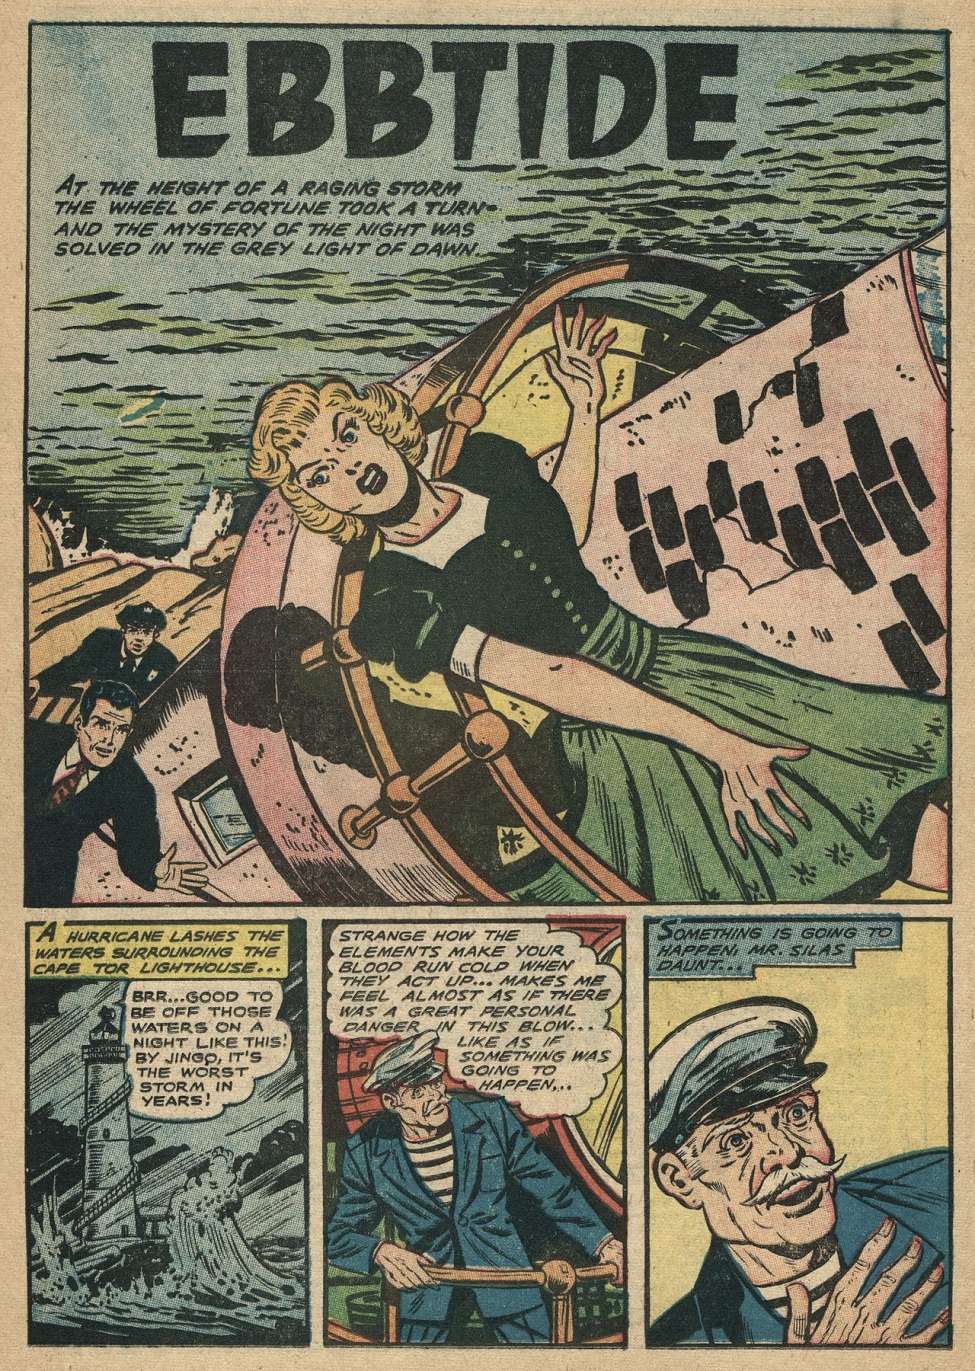 EBBTIDE
AT THE HEIGHT OF A RAGING STORM
THE WHEEL OF FORTUNE TOOK A TURN-
AND THE MYSTERY OF THE NIGHT WAS
SOLVED IN THE GREY LIGHT OF DAWN.
A HURRICANE LASHES THE
WATERS SURROUNDING THE
CAPE TOR LIGHTHOUSE...
BRR...GOOD TO
BE OFF THOSE
WATERS ON A
NIGHT LIKE THIS!
BY JINGO, IT'S
THE WORST
STORM IN
YEARS!
STRANGE HOW THE
ELEMENTS MAKE YOUR
BLOOD RUN COLD WHEN
THEY ACT UP... MAKES ME
FEEL ALMOST AS IF THERE
WAS A GREAT PERSONAL
DANGER IN THIS BLOW...
LIKE AS IF
SOMETHING WAS
GOING TO
HAPPEN...
SOMETHING IS GOING TO
HAPPEN, MR. SILAS
DAUNT...